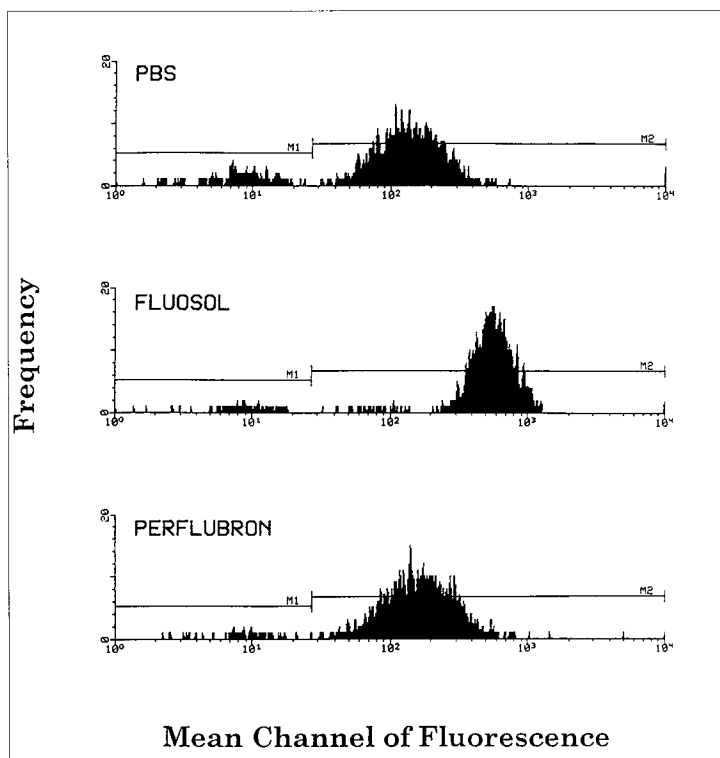 PBS
20
M1
M2
0
10⁰
10¹
10²
10³
10⁴
FLUOSOL
20
M1
M2
0
10⁰
10¹
10²
10³
10⁴
PERFLUBRON
20
M1
M2
0
10⁰
10¹
10²
10³
10⁴
Frequency
Mean Channel of Fluorescence